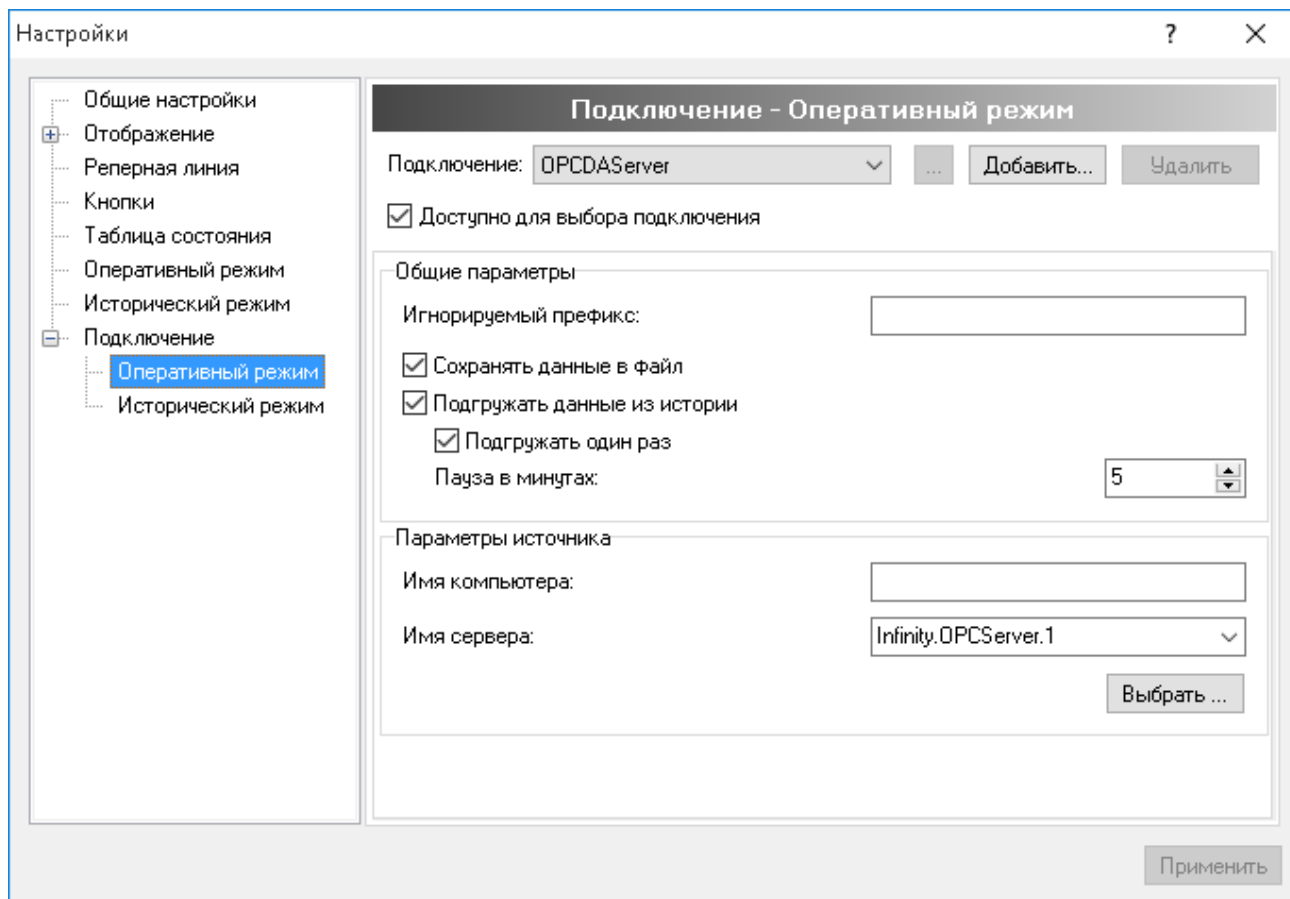 Настройки
?
Общие настройки
Отображение
Реперная линия
Кнопки
Таблица состояния
Оперативный режим
Исторический режим
Подключение
Оперативный режим
Исторический режим
Подключение - Оперативный режим
Подключение: OPCDAServer ... Добавить... Удалить
Доступно для выбора подключения
Общие параметры
Игнорируемый префикс:
Сохранять данные в файл
Подгружать данные из истории
Подгружать один раз
Пауза в минутах: 5
Параметры источника
Имя компьютера:
Имя сервера: Infinity.OPCServer.1
Выбрать ...
Применить